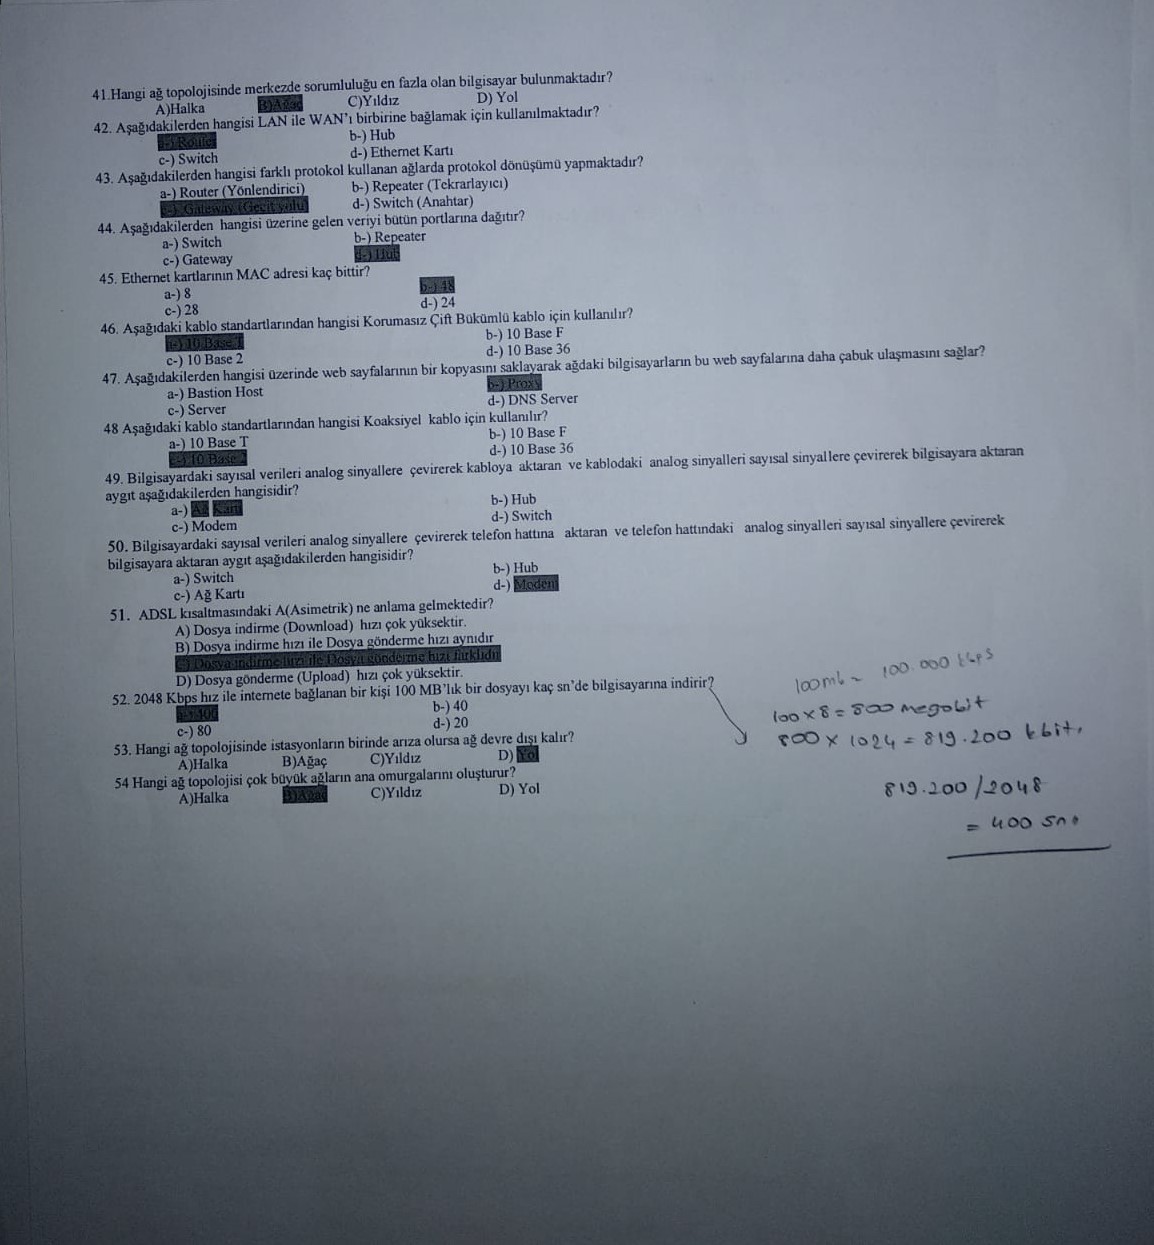 41.Hangi ağ topolojisinde merkezde sorumluluğu en fazla olan bilgisayar bulunmaktadır?
A)Halka B)Ağaç C)Yıldız D) Yol
42. Aşağıdakilerden hangisi LAN ile WAN'ı birbirine bağlamak için kullanılmaktadır?
a-) Router b-) Hub
c-) Switch d-) Ethernet Kartı
43. Aşağıdakilerden hangisi farklı protokol kullanan ağlarda protokol dönüşümü yapmaktadır?
a-) Router (Yönlendirici) b-) Repeater (Tekrarlayıcı)
c-) Gateway (Geçit yolu) d-) Switch (Anahtar)
44. Aşağıdakilerden hangisi üzerine gelen veriyi bütün portlarına dağıtır?
a-) Switch b-) Repeater
c-) Gateway d-) Hub
45. Ethernet kartlarının MAC adresi kaç bittir?
a-) 8 b-) 48
c-) 28 d-) 24
46. Aşağıdaki kablo standartlarından hangisi Korumasız Çift Bükümlü kablo için kullanılır?
a-) 10 Base T b-) 10 Base F
c-) 10 Base 2 d-) 10 Base 36
47. Aşağıdakilerden hangisi üzerinde web sayfalarının bir kopyasını saklayarak ağdaki bilgisayarların bu web sayfalarına daha çabuk ulaşmasını sağlar?
a-) Bastion Host b-) Proxy
c-) Server d-) DNS Server
48 Aşağıdaki kablo standartlarından hangisi Koaksiyel kablo için kullanılır?
a-) 10 Base T b-) 10 Base F
c-) 10 Base 2 d-) 10 Base 36
49. Bilgisayardaki sayısal verileri analog sinyallere çevirerek kabloya aktaran ve kablodaki analog sinyalleri sayısal sinyallere çevirerek bilgisayara aktaran
aygıt aşağıdakilerden hangisidir?
a-) Ağ Kartı b-) Hub
c-) Modem d-) Switch
50. Bilgisayardaki sayısal verileri analog sinyallere çevirerek telefon hattına aktaran ve telefon hattındaki analog sinyalleri sayısal sinyallere çevirerek
bilgisayara aktaran aygıt aşağıdakilerden hangisidir?
a-) Switch b-) Hub
c-) Ağ Kartı d-) Modem
51. ADSL kısaltmasındaki A(Asimetrik) ne anlama gelmektedir?
A) Dosya indirme (Download) hızı çok yüksektir.
B) Dosya indirme hızı ile Dosya gönderme hızı aynıdır
C) Dosya indirme hızı ile Dosya gönderme hızı farklıdır
D) Dosya gönderme (Upload) hızı çok yüksektir.
52. 2048 Kbps hız ile internete bağlanan bir kişi 100 MB'lık bir dosyayı kaç sn'de bilgisayarına indirir?
a-) 400 b-) 40
c-) 80 d-) 20
53. Hangi ağ topolojisinde istasyonların birinde arıza olursa ağ devre dışı kalır?
A)Halka B)Ağaç C)Yıldız D) Yol
54 Hangi ağ topolojisi çok büyük ağların ana omurgalarını oluşturur?
A)Halka B)Ağaç C)Yıldız D) Yol
100mb ~ 100.000 kbps
100 x 8 = 800 megabit
800 x 1024 = 819.200 kbit.
819.200 / 2048
= 400 sn.